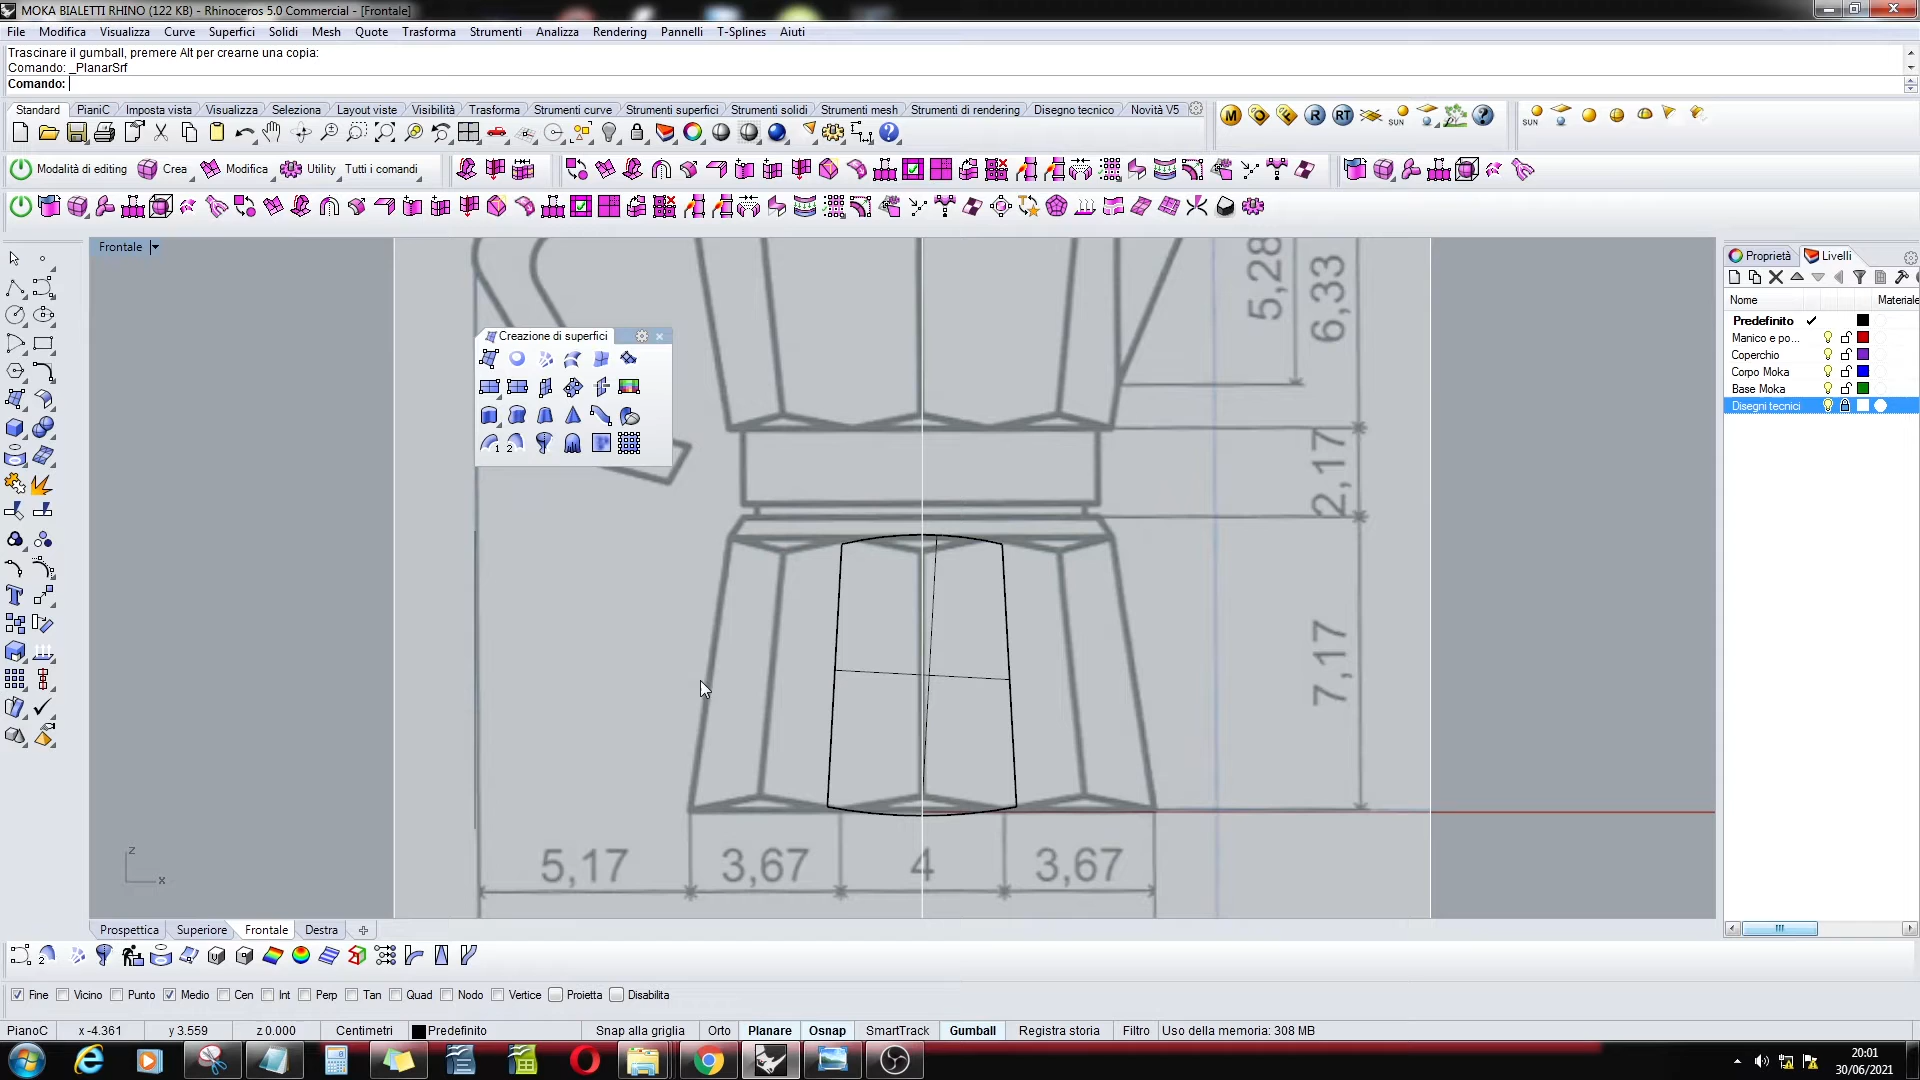 MOKA BIALETTI RHINO (122 KB) - Rhinoceros 5.0 Commercial - [Frontale]
File Modifica Visualizza Curve Superfici Solidi Mesh Quote Trasforma Strumenti Analizza Rendering Pannelli T-Splines Aiuti
Trascinare il gumball, premere Alt per crearne una copia:
Comando: _PlanarSrf
Comando:
Standard PianiC Imposta vista Visualizza Seleziona Layout viste Visibilità Trasforma Strumenti curve Strumenti superfici Strumenti solidi Strumenti mesh Strumenti di rendering Disegno tecnico Novità V5
M R RT SUN SUN
Modalità di editing Crea Modifica Utility Tutti i comandi
Frontale
Proprietà Livelli
Nome Materiale
Predefinito
Manico e po...
Coperchio
Corpo Moka
Base Moka
Disegni tecnici
Creazione di superfici
5,28
6,33
2,17
7,17
5,17 3,67 4 3,67
z
x
Prospettica Superiore Frontale Destra
Fine Vicino Punto Medio Cen Int Perp Tan Quad Nodo Vertice Proietta Disabilita
PianoC x -4.361 y 3.559 z 0.000 Centimetri Predefinito Snap alla griglia Orto Planare Osnap SmartTrack Gumball Registra storia Filtro Uso della memoria: 308 MB
20:01
30/06/2021